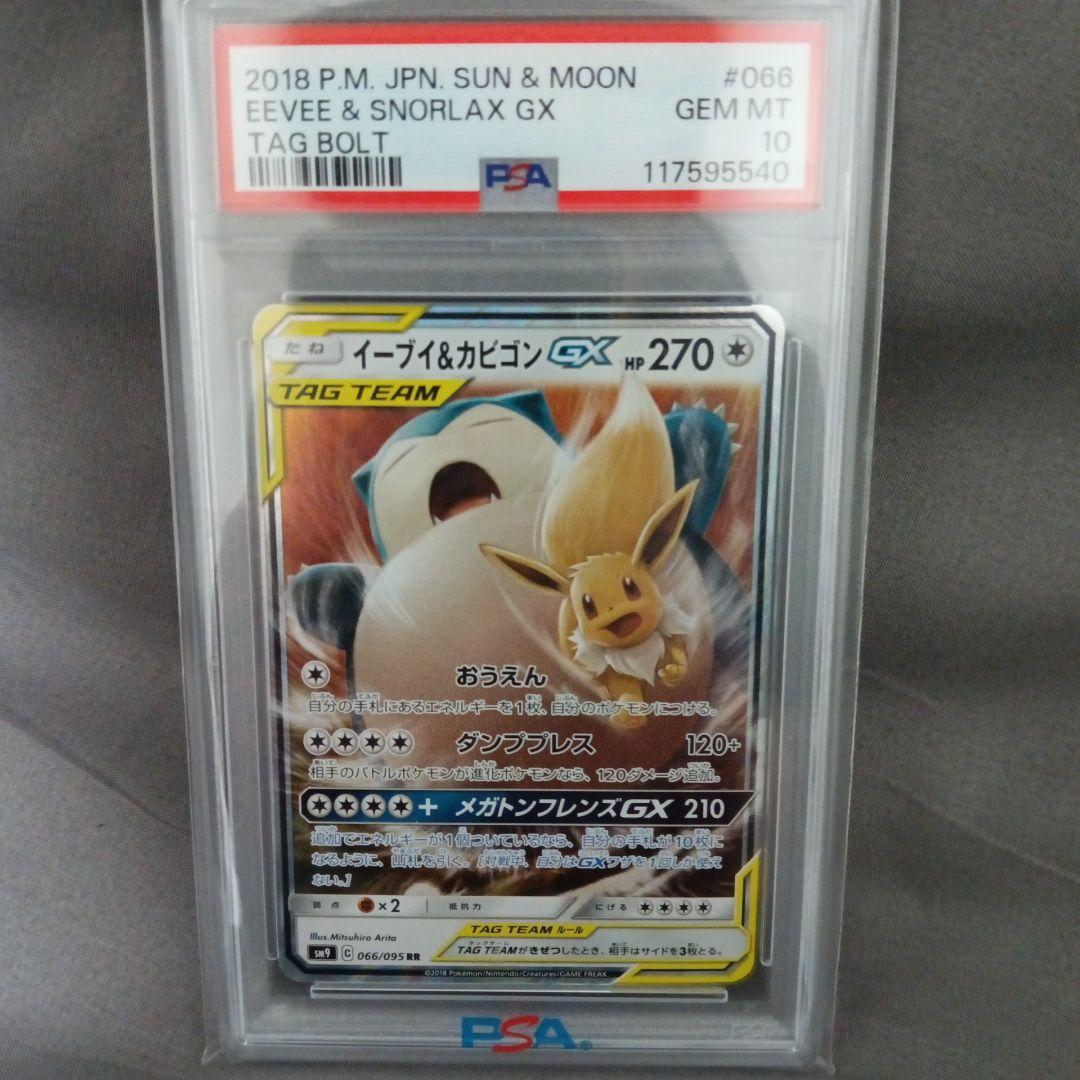 2018 P.M. JPN. SUN & MOON #066
EEVEE & SNORLAX GX GEM MT
TAG BOLT 10
PSA 117595540
たね イーブイ&カビゴンGX HP 270
TAG TEAM
おうえん
自分の手札にあるエネルギーを1枚、自分のポケモンにつける。
ダンププレス 120+
相手のバトルポケモンが進化ポケモンなら、120ダメージ追加。
+ メガトンフレンズGX 210
追加でエネルギーが1個ついているなら、自分の手札が10枚に
なるように、山札を引く。[対戦中、自分はGXワザを1回しか使え
ない。]
弱点 ×2 抵抗力 にげる
Illus.Mitsuhiro Arita
TAG TEAM ルール
TAG TEAMがきぜつしたとき、相手はサイドを3枚とる。
SM9 C 066/095 RR
©2018 Pokémon/Nintendo/Creatures/GAME FREAK.
PSA®